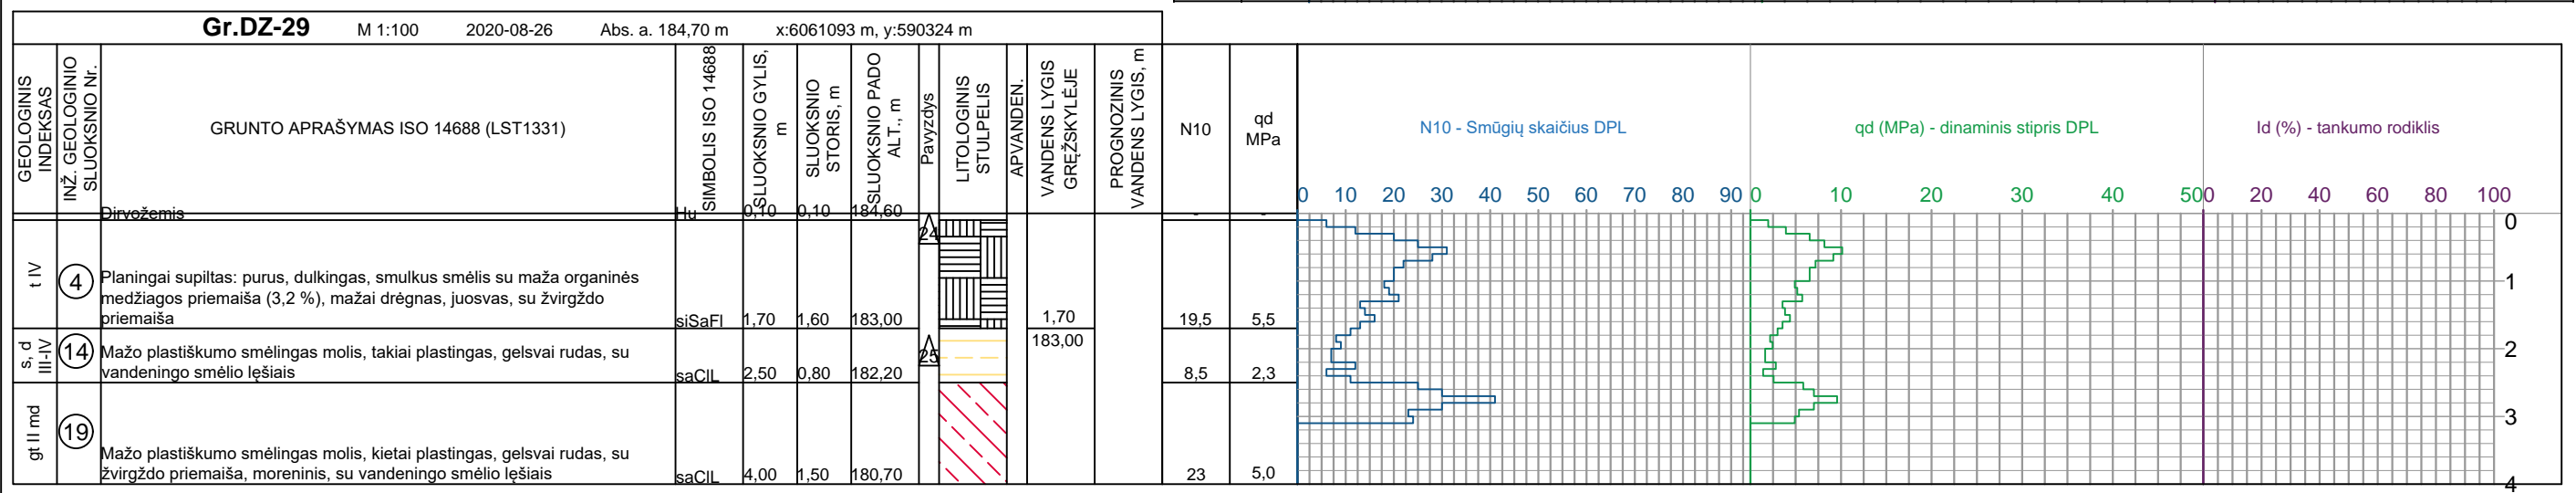 Gr.DZ-29 M 1:100 2020-08-26 Abs. a. 184,70 m x:6061093 m, y:590324 m
GEOLOGINIS
INDEKSAS
INŽ. GEOLOGINIO
SLUOKSNIO Nr.
GRUNTO APRAŠYMAS ISO 14688 (LST1331)
SIMBOLIS ISO 14688
SLUOKSNIO GYLIS,
m
SLUOKSNIO
STORIS, m
SLUOKSNIO PADO
ALT., m
Pavyzdys
LITOLOGINIS
STULPELIS
APVANDEN.
VANDENS LYGIS
GRĘŽSKYLĖJE
PROGNOZINIS
VANDENS LYGIS, m
N10
qd
MPa
N10 - Smūgių skaičius DPL
qd (MPa) - dinaminis stipris DPL
Id (%) - tankumo rodiklis
0 10 20 30 40 50 60 70 80 90
0 10 20 30 40 50
0 20 40 60 80 100
Dirvožemis Hu 0,10 0,10 184,60 - -
t IV
4
Planingai supiltas: purus, dulkingas, smulkus smėlis su maža organinės
medžiagos priemaiša (3,2 %), mažai drėgnas, juosvas, su žvirgždo
priemaiša
siSaFl 1,70 1,60 183,00
24
1,70
183,00
19,5 5,5
s, d
III-IV
14
Mažo plastiškumo smėlingas molis, takiai plastingas, gelsvai rudas, su
vandeningo smėlio lęšiais
saClL 2,50 0,80 182,20
25
8,5 2,3
gt II md
19
Mažo plastiškumo smėlingas molis, kietai plastingas, gelsvai rudas, su
žvirgždo priemaiša, moreninis, su vandeningo smėlio lęšiais
saClL 4,00 1,50 180,70
23 5,0
0
1
2
3
4